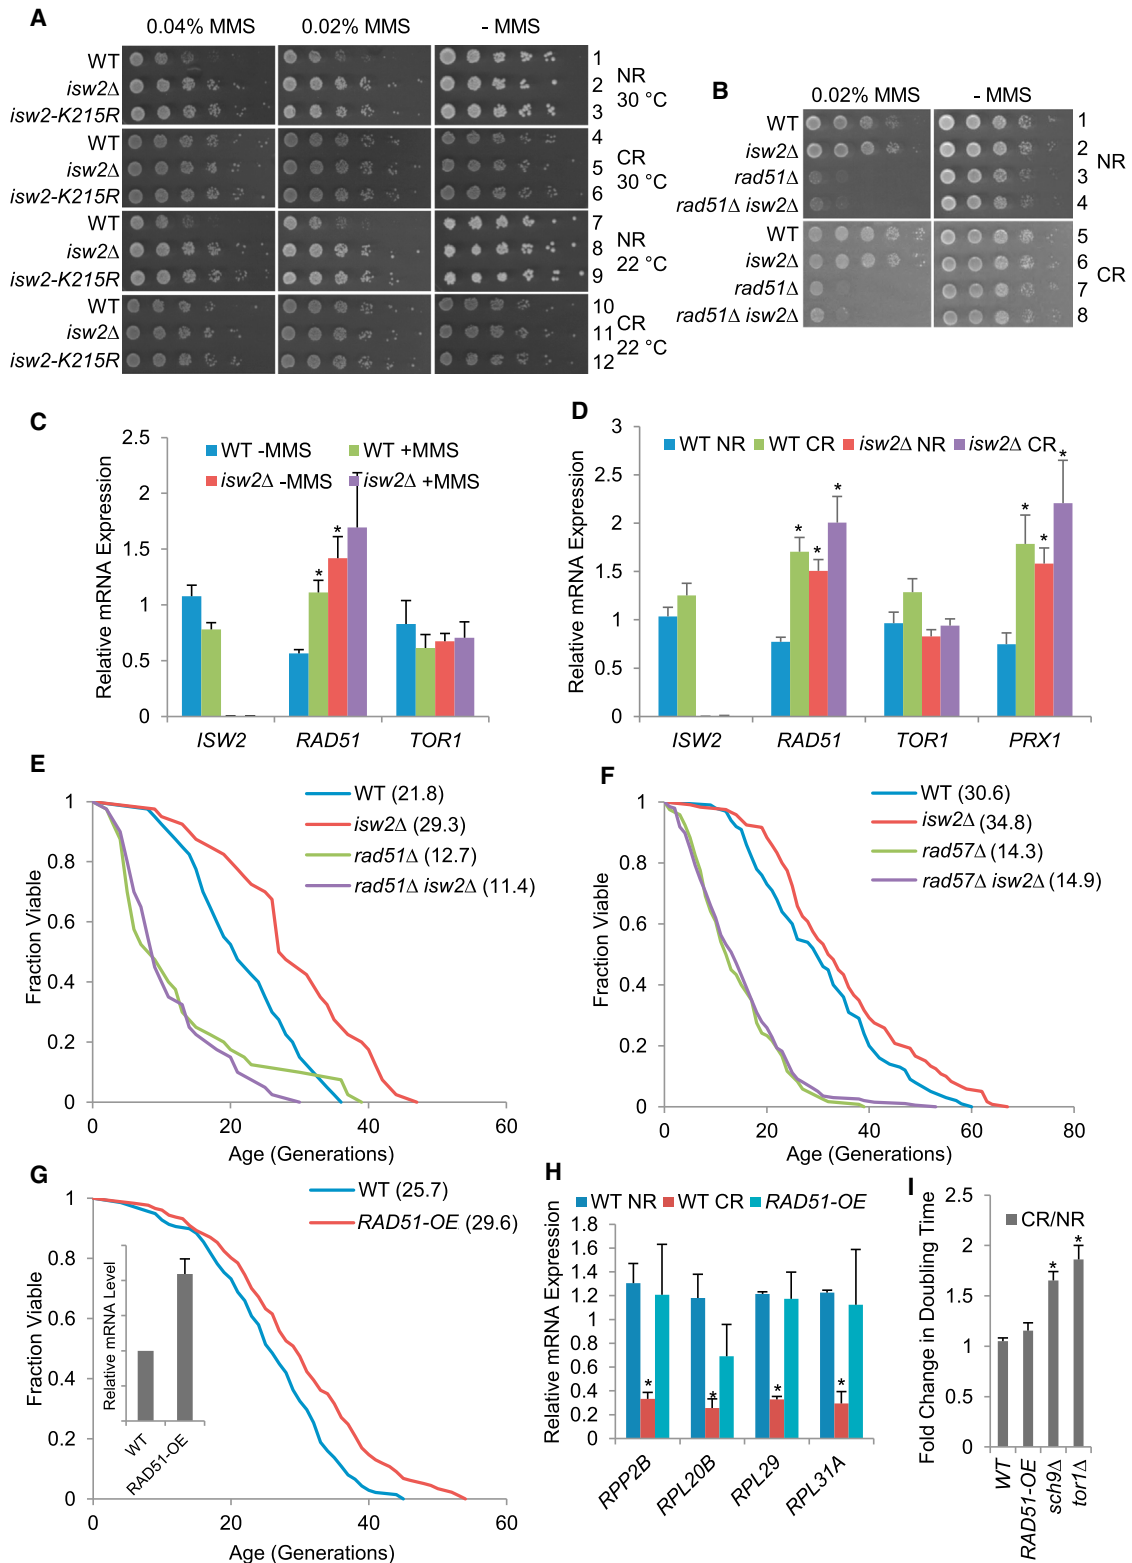 A
0.04% MMS 0.02% MMS - MMS
WT 1
isw2Δ 2
isw2-K215R 3
NR
30 °C
WT 4
isw2Δ 5
isw2-K215R 6
CR
30 °C
WT 7
isw2Δ 8
isw2-K215R 9
NR
22 °C
WT 10
isw2Δ 11
isw2-K215R 12
CR
22 °C
B
0.02% MMS - MMS
WT 1
isw2Δ 2
rad51Δ 3
rad51Δ isw2Δ 4
NR
WT 5
isw2Δ 6
rad51Δ 7
rad51Δ isw2Δ 8
CR
C
Relative mRNA Expression
2.5
2
1.5
1
0.5
0
WT -MMS WT +MMS
isw2Δ -MMS isw2Δ +MMS
* *
ISW2 RAD51 TOR1
D
Relative mRNA Expression
3
2.5
2
1.5
1
0.5
0
WT NR WT CR isw2Δ NR isw2Δ CR
* * * * * *
ISW2 RAD51 TOR1 PRX1
E
Fraction Viable
1
0.8
0.6
0.4
0.2
0
WT (21.8)
isw2Δ (29.3)
rad51Δ (12.7)
rad51Δ isw2Δ (11.4)
0 20 40 60
Age (Generations)
F
Fraction Viable
1
0.8
0.6
0.4
0.2
0
WT (30.6)
isw2Δ (34.8)
rad57Δ (14.3)
rad57Δ isw2Δ (14.9)
0 20 40 60 80
Age (Generations)
G
Fraction Viable
1
0.8
0.6
0.4
0.2
0
WT (25.7)
RAD51-OE (29.6)
Relative mRNA Level
WT
RAD51-OE
0 20 40 60
Age (Generations)
H
Relative mRNA Expression
WT NR WT CR RAD51-OE
1.8
1.6
1.4
1.2
1
0.8
0.6
0.4
0.2
0
* * * *
RPP2B RPL20B RPL29 RPL31A
I
Fold Change in Doubling Time
2.5
2
1.5
1
0.5
0
CR/NR
* *
WT
RAD51-OE
sch9Δ
tor1Δ